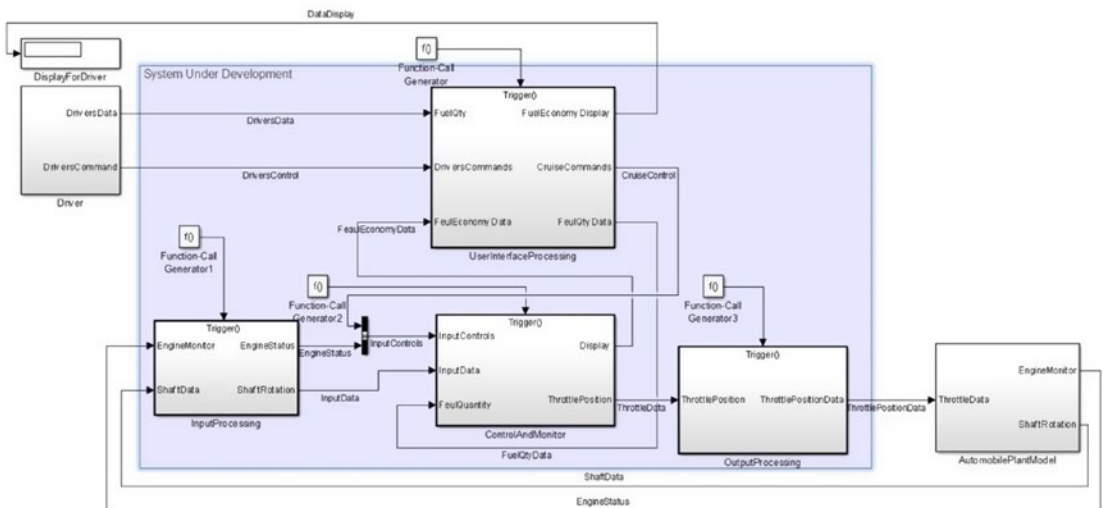 DataDisplay
DisplayForDriver
f()
Function-Call
Generator
System Under Development
DriversData
DriversCommand
Driver
DriversData
DriversControl
Trigger()
FuelQty
FuelEconomy Display
DriversCommands
CruiseCommands
FeulEconomy Data
FeulQty Data
UserInterfaceProcessing
CruiseControl
FeaulEconomyData
f()
Function-Call
Generator1
f()
Function-Call
Generator2
f()
Function-Call
Generator3
Trigger()
EngineMonitor
EngineStatus
ShaftData
ShaftRotation
InputProcessing
EngineStatus
InputControls
InputData
Trigger()
InputControls
Display
InputData
FeulQuantity
ThrottlePosition
ControlAndMonitor
FuelQtyData
ThrottleData
Trigger()
ThrottlePosition
ThrottlePositionData
OutputProcessing
ThrottlePositionData
EngineMonitor
ThrottleData
ShaftRotation
AutomobilePlantModel
ShaftData
EngineStatus